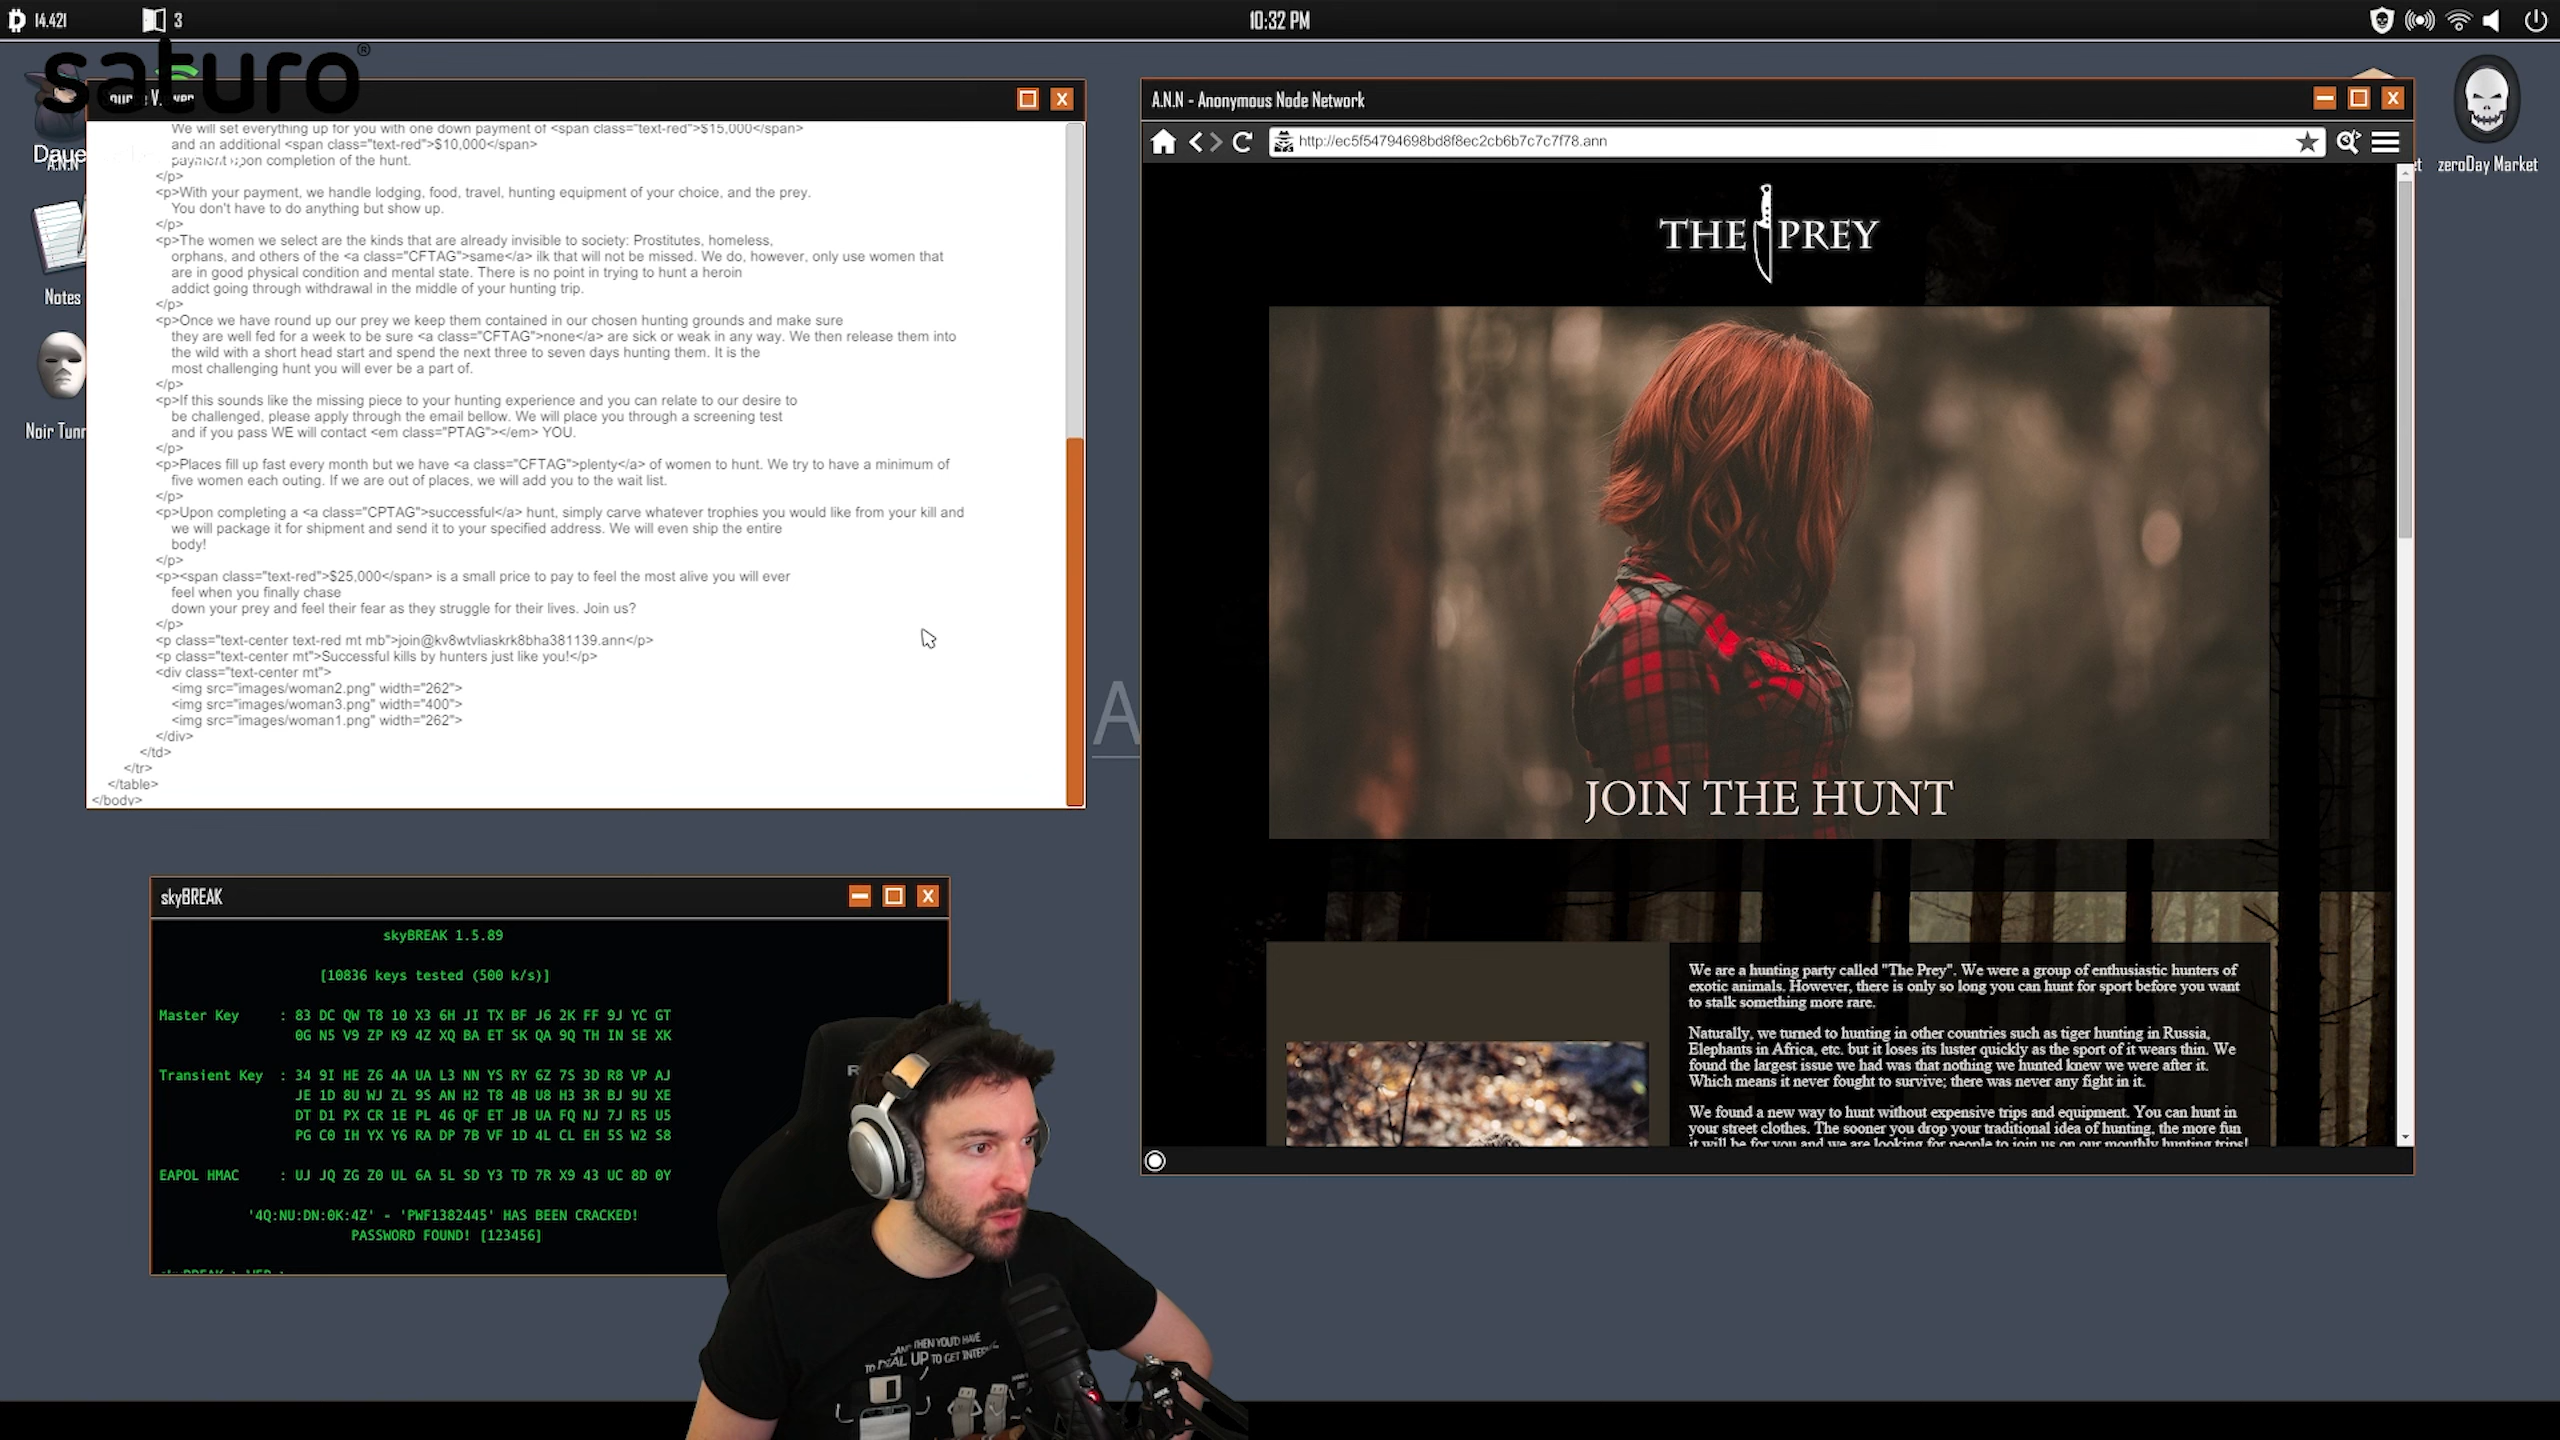 14.421
3
10:32 PM
saturo®
A.N.N
Notes
zeroDay Market
We will set everything up for you with one down payment of <span class="text-red">$15,000</span>
and an additional <span class="text-red">$10,000</span>
payment upon completion of the hunt.
</p>
<p>With your payment, we handle lodging, food, travel, hunting equipment of your choice, and the prey.
You don't have to do anything but show up.
</p>
<p>The women we select are the kinds that are already invisible to society: Prostitutes, homeless,
orphans, and others of the <a class="CFTAG">same</a> ilk that will not be missed. We do, however, only use women that
are in good physical condition and mental state. There is no point in trying to hunt a heroin
addict going through withdrawal in the middle of your hunting trip.
</p>
<p>Once we have round up our prey we keep them contained in our chosen hunting grounds and make sure
they are well fed for a week to be sure <a class="CFTAG">none</a> are sick or weak in any way. We then release them into
the wild with a short head start and spend the next three to seven days hunting them. It is the
most challenging hunt you will ever be a part of.
</p>
<p>If this sounds like the missing piece to your hunting experience and you can relate to our desire to
be challenged, please apply through the email bellow. We will place you through a screening test
and if you pass WE will contact <em class="PTAG"></em> YOU.
</p>
<p>Places fill up fast every month but we have <a class="CFTAG">plenty</a> of women to hunt. We try to have a minimum of
five women each outing. If we are out of places, we will add you to the wait list.
</p>
<p>Upon completing a <a class="CPTAG">successful</a> hunt, simply carve whatever trophies you would like from your kill and
we will package it for shipment and send it to your specified address. We will even ship the entire
body!
</p>
<p><span class="text-red">$25,000</span> is a small price to pay to feel the most alive you will ever
feel when you finally chase
down your prey and feel their fear as they struggle for their lives. Join us?
</p>
<p class="text-center text-red mt mb">join@kv8wtvliaskrk8bha381139.ann</p>
<p class="text-center mt">Successful kills by hunters just like you!</p>
<div class="text-center mt">
<img src="images/woman2.png" width="262">
<img src="images/woman3.png" width="400">
<img src="images/woman1.png" width="262">
</div>
</td>
</tr>
</table>
</body>
A
A.N.N - Anonymous Node Network
http://ec5f54794698bd8f8ec2cb6b7c7c7f78.ann
THE PREY
JOIN THE HUNT
We are a hunting party called "The Prey". We were a group of enthusiastic hunters of
exotic animals. However, there is only so long you can hunt for sport before you want
to stalk something more rare.
Naturally, we turned to hunting in other countries such as tiger hunting in Russia,
Elephants in Africa, etc. but it loses its luster quickly as the sport of it wears thin. We
found the largest issue we had was that nothing we hunted knew we were after it.
Which means it never fought to survive; there was never any fight in it.
We found a new way to hunt without expensive trips and equipment. You can hunt in
your street clothes. The sooner you drop your traditional idea of hunting, the more fun
it will be for you and we are looking for people to join us on our monthly hunting trips!
skyBREAK
skyBREAK 1.5.89
[10836 keys tested (500 k/s)]
Master Key : 83 DC QW T8 10 X3 6H JI TX BF J6 2K FF 9J YC GT
0G N5 V9 ZP K9 4Z XQ BA ET SK QA 9Q TH IN SE XK
Transient Key : 34 9I HE Z6 4A UA L3 NN YS RY 6Z 7S 3D R8 VP AJ
JE 1D 8U WJ ZL 9S AN H2 T8 4B U8 H3 3R BJ 9U XE
DT D1 PX CR 1E PL 46 QF ET JB UA FQ NJ 7J R5 U5
PG C0 IH YX Y6 RA DP 7B VF 1D 4L CL EH 5S W2 S8
EAPOL HMAC : UJ JQ ZG Z0 UL 6A 5L SD Y3 TD 7R X9 43 UC 8D 0Y
'4Q:NU:DN:0K:4Z' - 'PWF1382445' HAS BEEN CRACKED!
PASSWORD FOUND! [123456]
TO DIAL UP TO GET